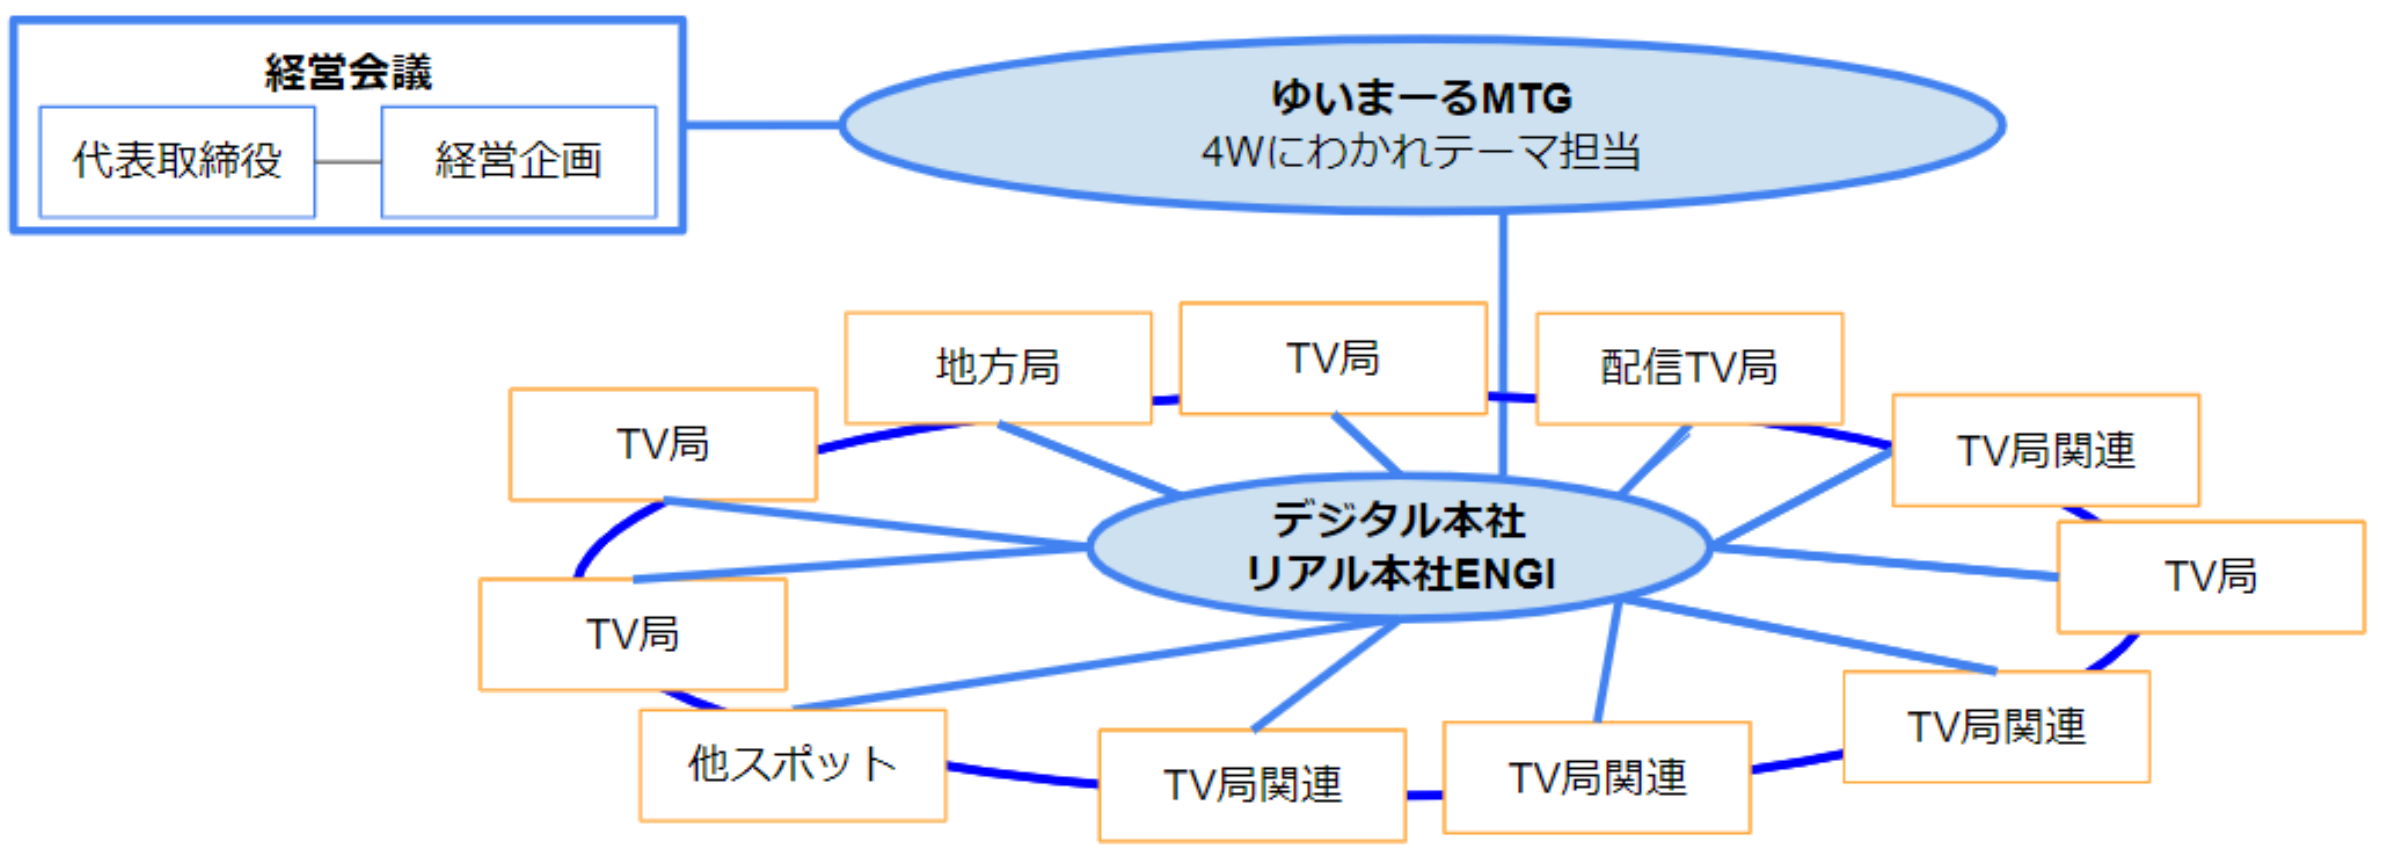 経営会議
代表取締役
経営企画
ゆいまーるMTG
4Wにわかれテーマ担当
地方局
TV局
配信TV局
TV局
TV局関連
デジタル本社
リアル本社ENGI
TV局
TV局
他スポット
TV局関連
TV局関連
TV局関連